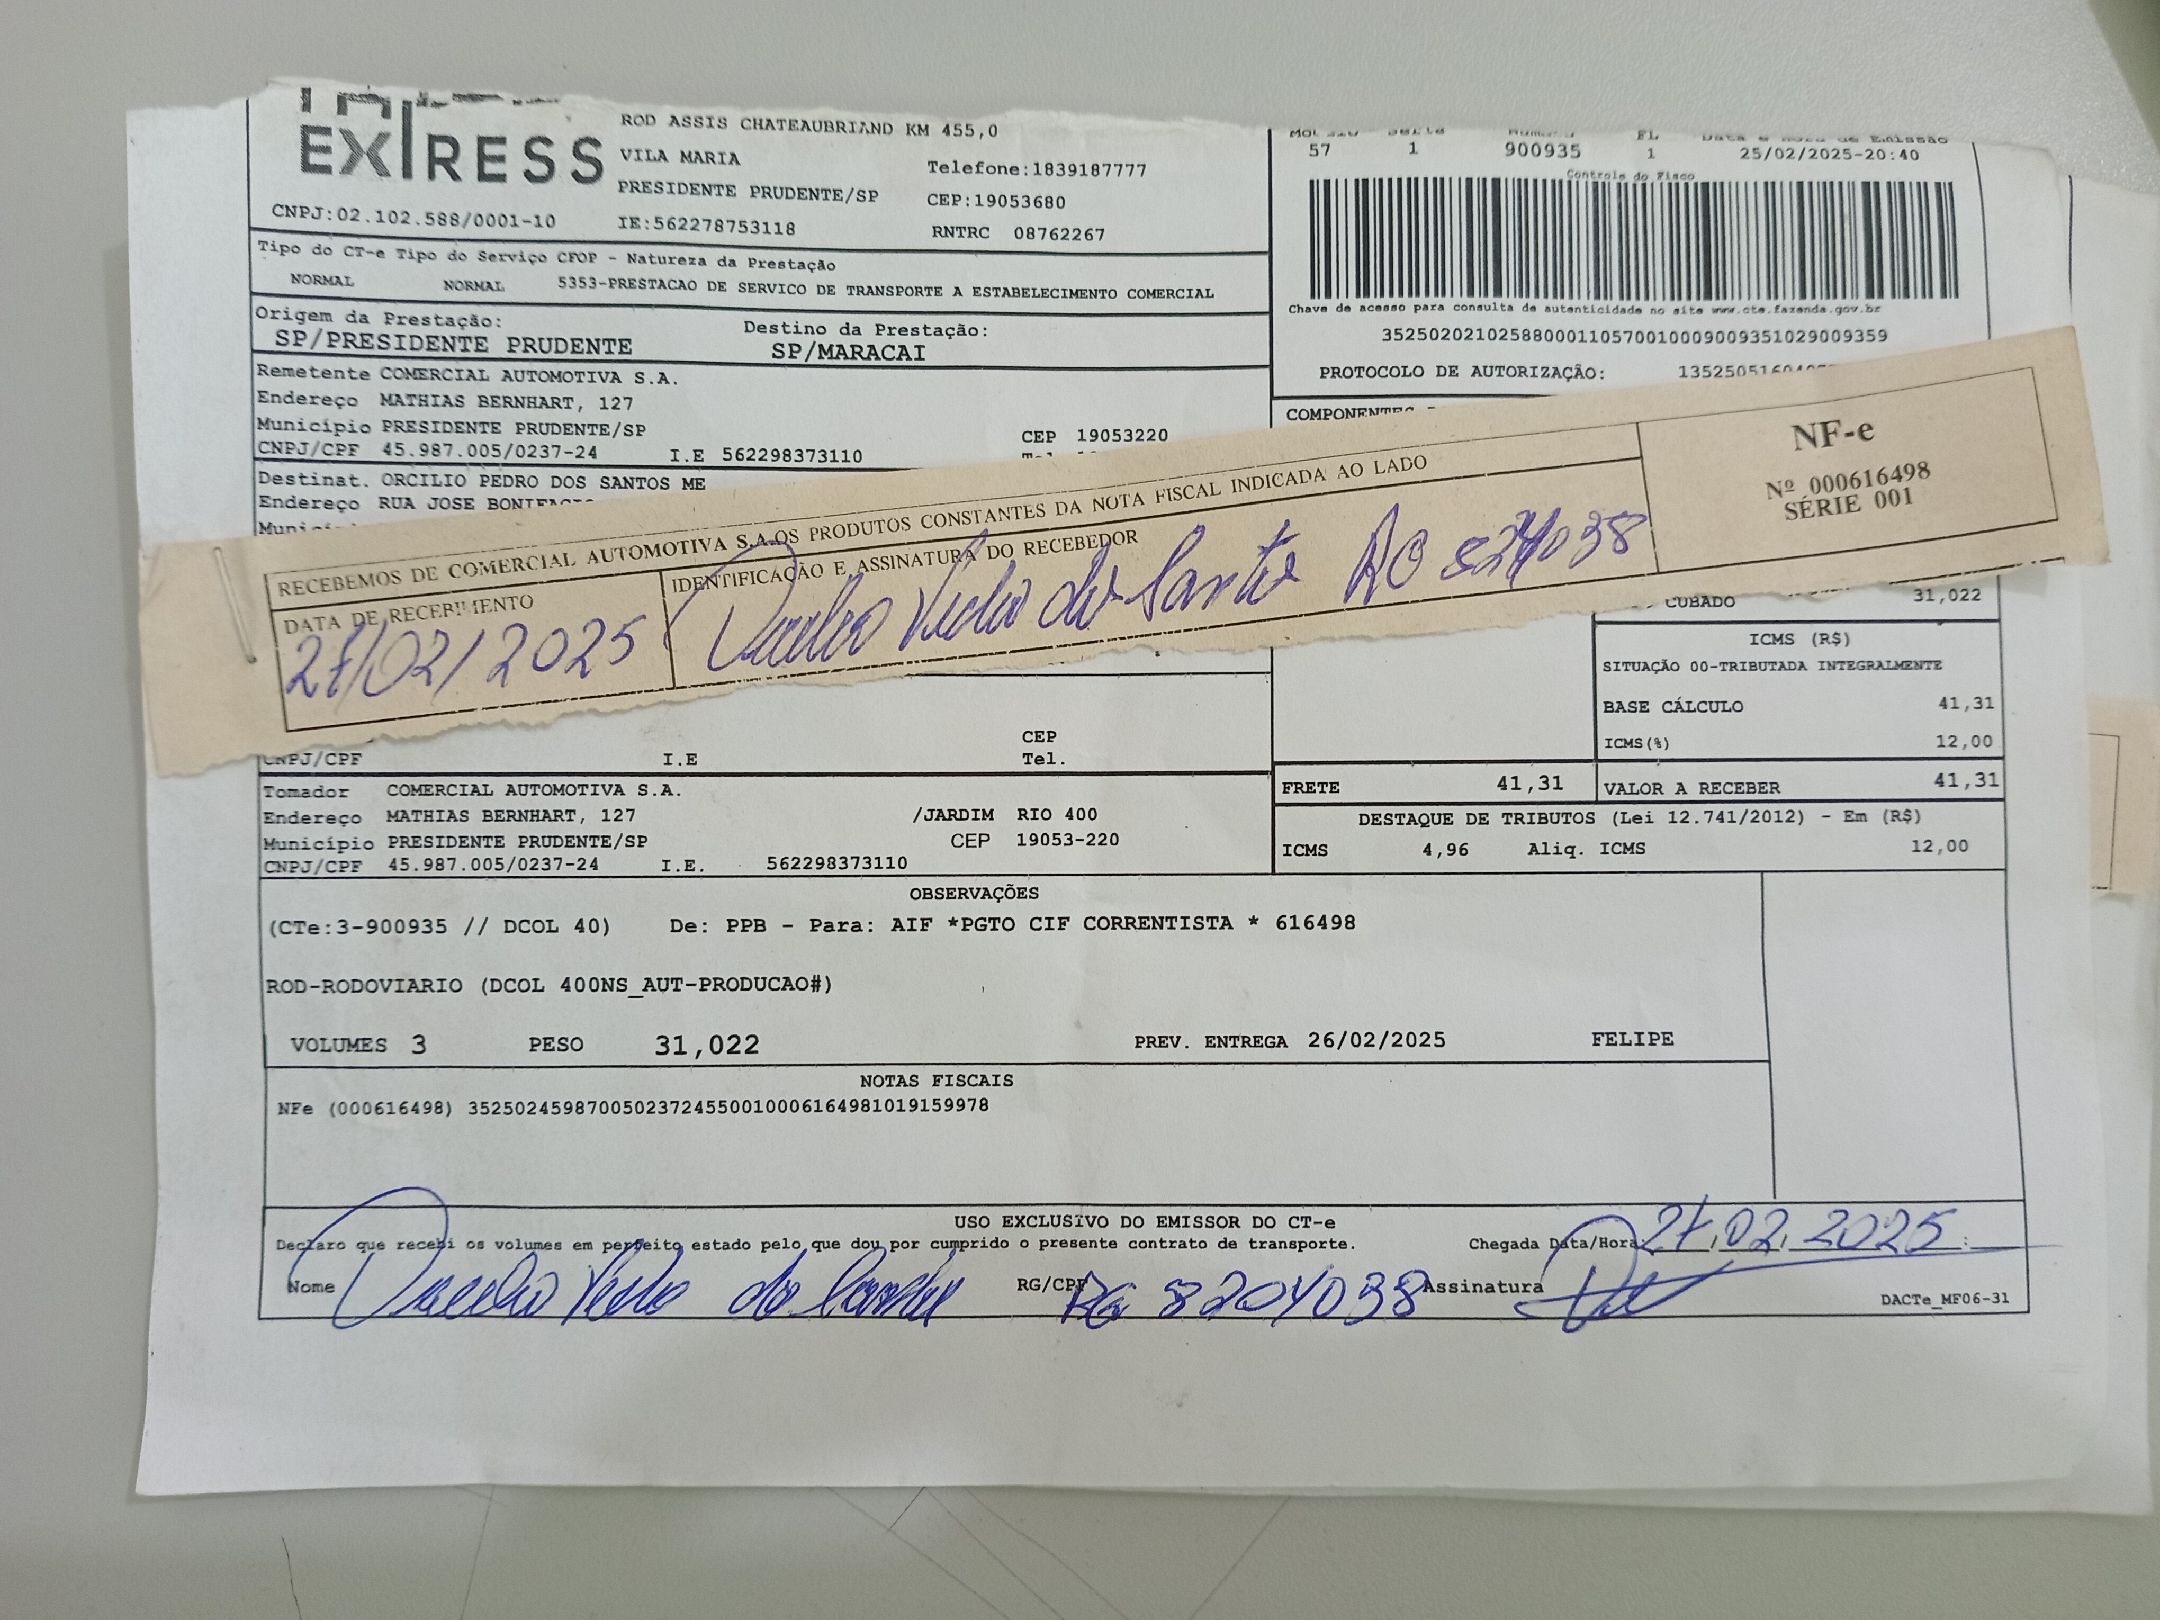 EXPRESS
ROD ASSIS CHATEAUBRIAND KM 455,0
VILA MARIA
Telefone:1839187777
PRESIDENTE PRUDENTE/SP
CEP:19053680
CNPJ:02.102.588/0001-10
IE:562278753118
RNTRC 08762267
FL
57 1 900935 1 25/02/2025-20:40
Controle do Fisco
Chave de acesso para consulta de autenticidade no site www.cte.fazenda.gov.br
35250202102588000110570010009009351029009359
PROTOCOLO DE AUTORIZAÇÃO:
Tipo do CT-e Tipo do Serviço CFOP - Natureza da Prestação
NORMAL NORMAL 5353-PRESTACAO DE SERVICO DE TRANSPORTE A ESTABELECIMENTO COMERCIAL
Origem da Prestação:
SP/PRESIDENTE PRUDENTE
Destino da Prestação:
SP/MARACAI
Remetente COMERCIAL AUTOMOTIVA S.A.
Endereço MATHIAS BERNHART, 127
Município PRESIDENTE PRUDENTE/SP
CEP 19053220
CNPJ/CPF 45.987.005/0237-24 I.E 562298373110
Destinat. ORCILIO PEDRO DOS SANTOS ME
Endereço RUA JOSE BONIFACIO
RECEBEMOS DE COMERCIAL AUTOMOTIVA S.A.OS PRODUTOS CONSTANTES DA NOTA FISCAL INDICADA AO LADO
DATA DE RECEBIMENTO
27/02/2025
IDENTIFICAÇÃO E ASSINATURA DO RECEBEDOR
NF-e
Nº 000616498
SÉRIE 001
CUBADO 31,022
ICMS (R$)
SITUAÇÃO 00-TRIBUTADA INTEGRALMENTE
BASE CÁLCULO 41,31
ICMS(%) 12,00
FRETE 41,31
VALOR A RECEBER 41,31
DESTAQUE DE TRIBUTOS (Lei 12.741/2012) - Em (R$)
ICMS 4,96 Aliq. ICMS 12,00
CEP
CNPJ/CPF I.E Tel.
Tomador COMERCIAL AUTOMOTIVA S.A.
Endereço MATHIAS BERNHART, 127 /JARDIM RIO 400
Município PRESIDENTE PRUDENTE/SP CEP 19053-220
CNPJ/CPF 45.987.005/0237-24 I.E. 562298373110
OBSERVAÇÕES
(CTe:3-900935 // DCOL 40) De: PPB - Para: AIF *PGTO CIF CORRENTISTA * 616498
ROD-RODOVIARIO (DCOL 400NS_AUT-PRODUCAO#)
VOLUMES 3 PESO 31,022 PREV. ENTREGA 26/02/2025 FELIPE
NOTAS FISCAIS
NFe (000616498) 35250245987005023724550010006164981019159978
USO EXCLUSIVO DO EMISSOR DO CT-e
Declaro que recebi os volumes em perfeito estado pelo que dou por cumprido o presente contrato de transporte.
Chegada Data/Hora: 27.02.2025
Nome
RG/CPF RG 8204038
Assinatura
DACTe_MF06-31